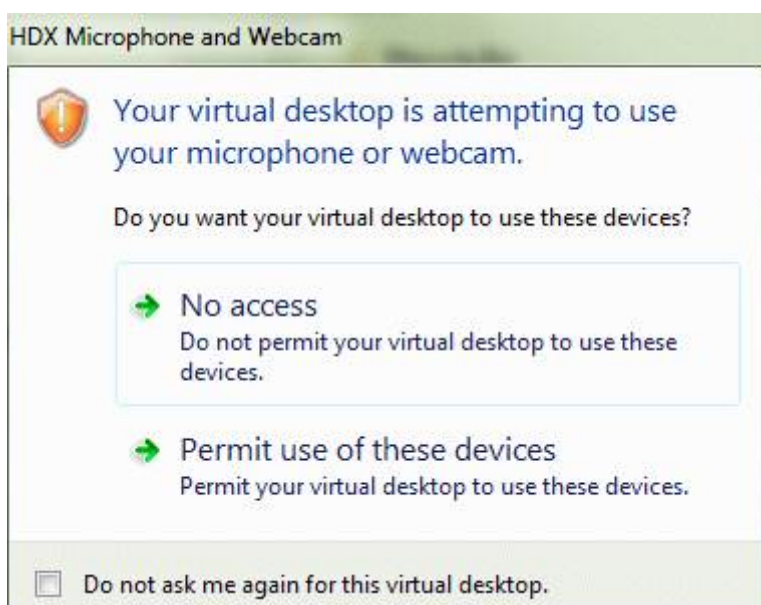 HDX Microphone and Webcam
Your virtual desktop is attempting to use
your microphone or webcam.
Do you want your virtual desktop to use these devices?
No access
Do not permit your virtual desktop to use these
devices.
Permit use of these devices
Permit your virtual desktop to use these devices.
Do not ask me again for this virtual desktop.